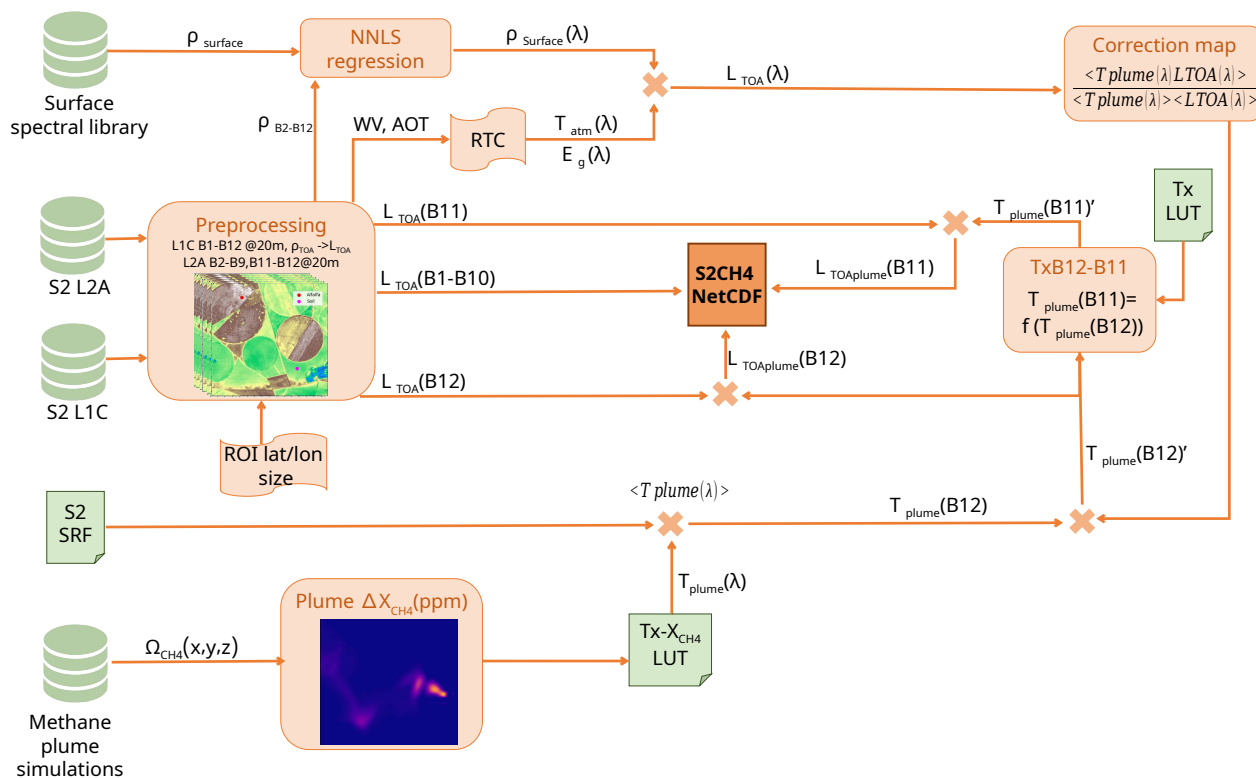 Surface
spectral library
ρ surface
NNLS
regression
ρ Surface(λ)
L TOA(λ)
Correction map
<T plume(λ) LTOA(λ)>
<T plume(λ)><LTOA(λ)>
ρ B2-B12
WV, AOT
RTC
T atm(λ)
E g(λ)
S2 L2A
S2 L1C
Preprocessing
L1C B1-B12 @20m, ρTOA ->LTOA
L2A B2-B9,B11-B12@20m
Alfalfa
Soil
ROI lat/lon
size
L TOA(B11)
L TOA(B1-B10)
L TOA(B12)
S2CH4
NetCDF
L TOAplume(B11)
L TOAplume(B12)
T plume(B11)’
Tx
LUT
TxB12-B11
T plume(B11)=
f (T plume(B12))
T plume(B12)’
S2
SRF
<T plume(λ)>
T plume(B12)
Tplume(λ)
Methane
plume
simulations
ΩCH4(x,y,z)
Plume ΔXCH4(ppm)
Tx-XCH4
LUT